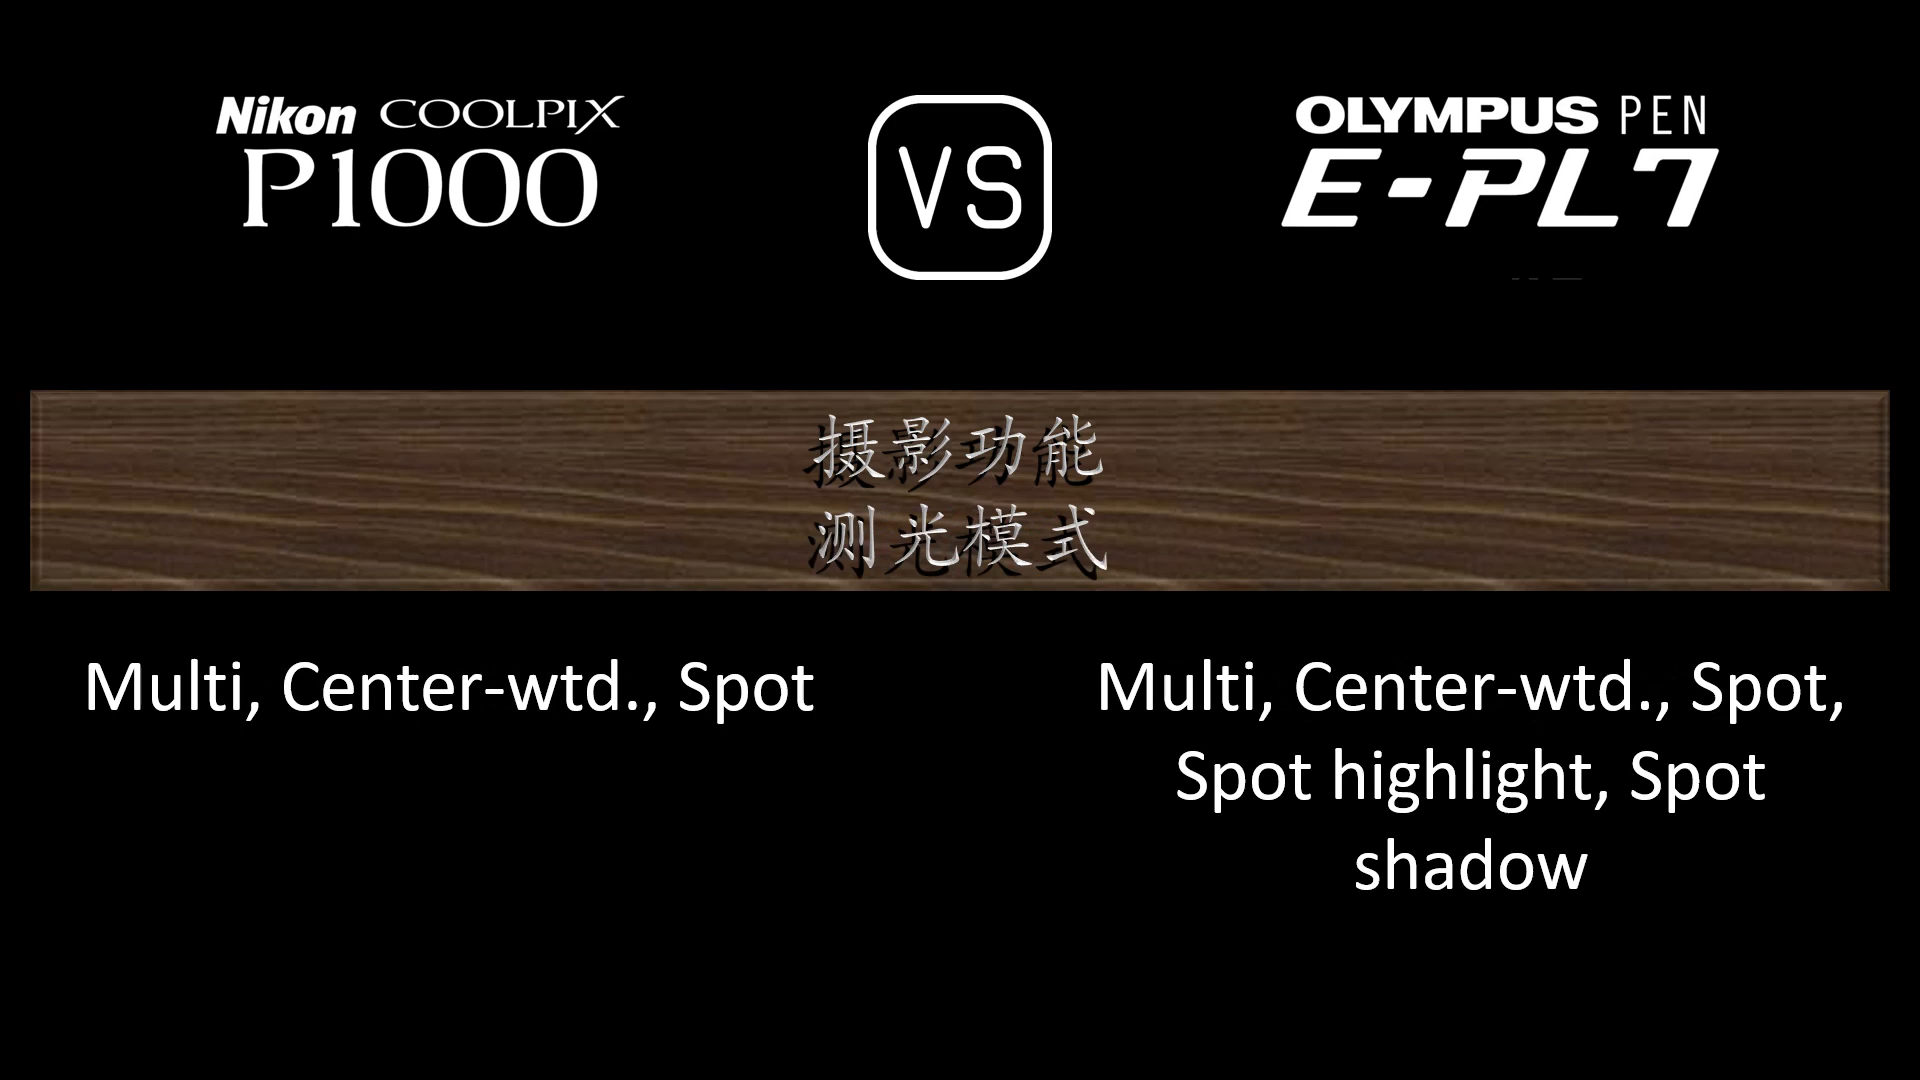 Nikon COOLPIX
P1000
VS
OLYMPUS PEN
E-PL7
摄影功能
测光模式
Multi, Center-wtd., Spot
Multi, Center-wtd., Spot,
Spot highlight, Spot
shadow